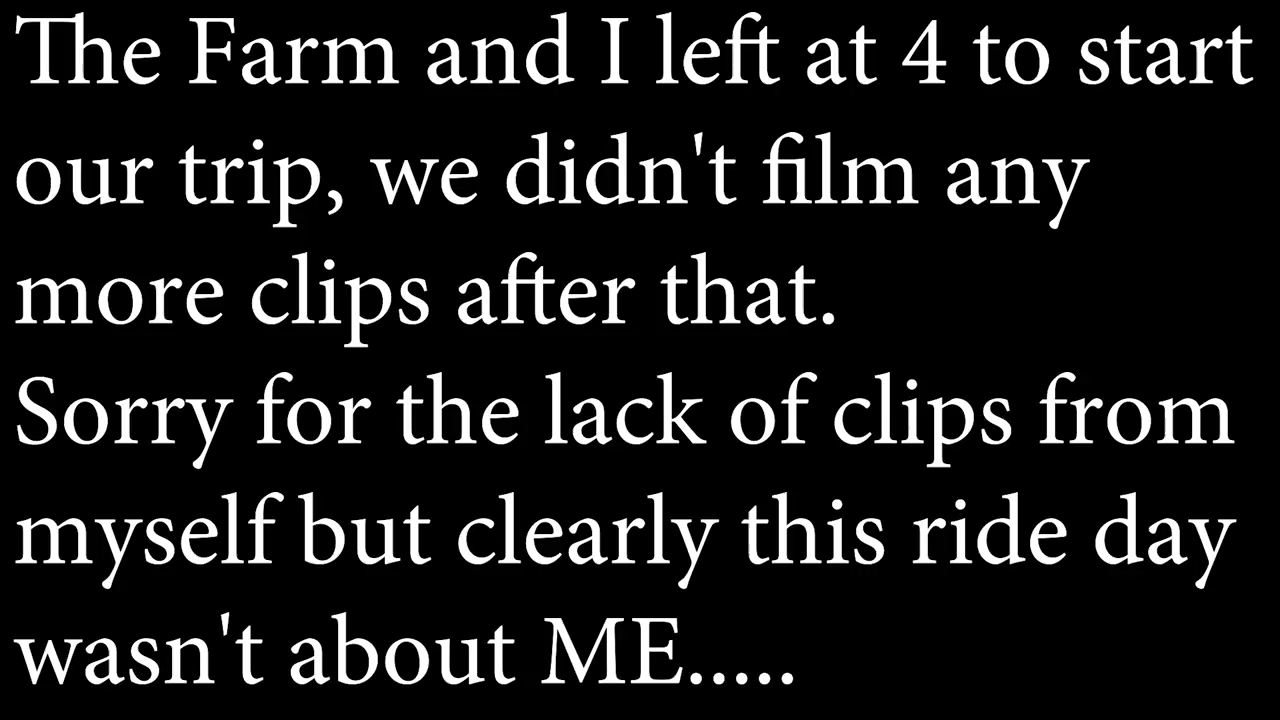 The Farm and I left at 4 to start
our trip, we didn't film any
more clips after that.
Sorry for the lack of clips from
myself but clearly this ride day
wasn't about ME.....